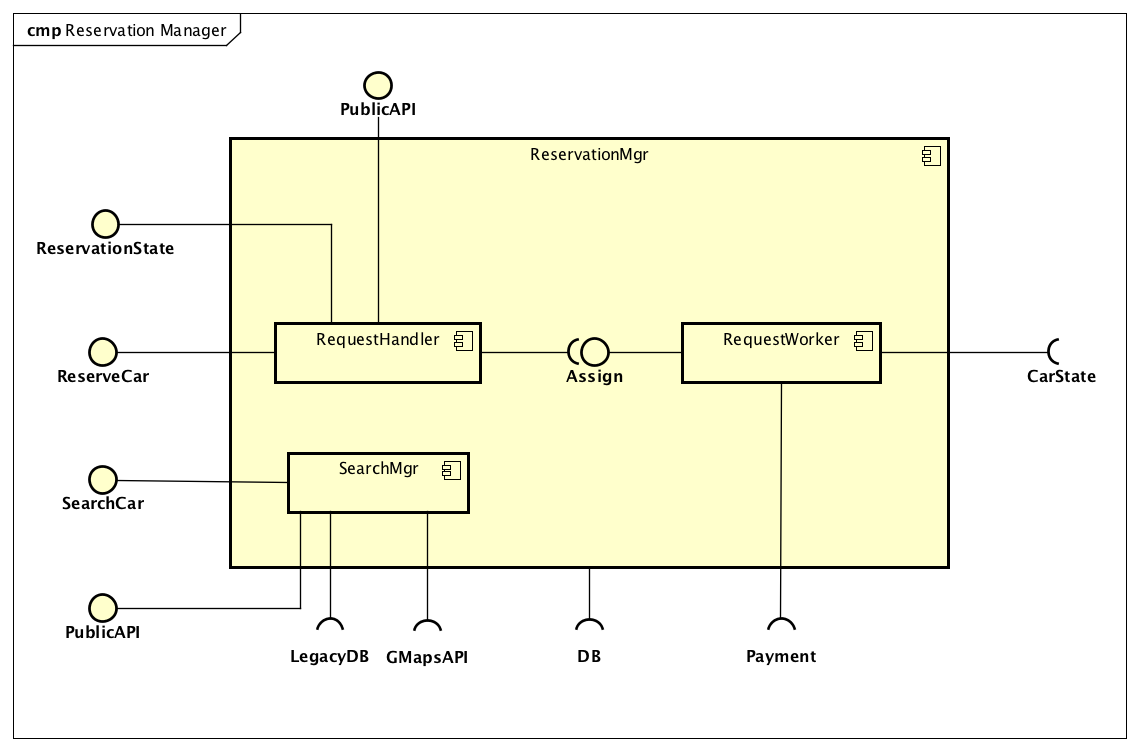 cmp Reservation Manager
PublicAPI
ReservationMgr
ReservationState
RequestHandler
RequestWorker
ReserveCar
Assign
CarState
SearchMgr
SearchCar
PublicAPI
LegacyDB
GMapsAPI
DB
Payment